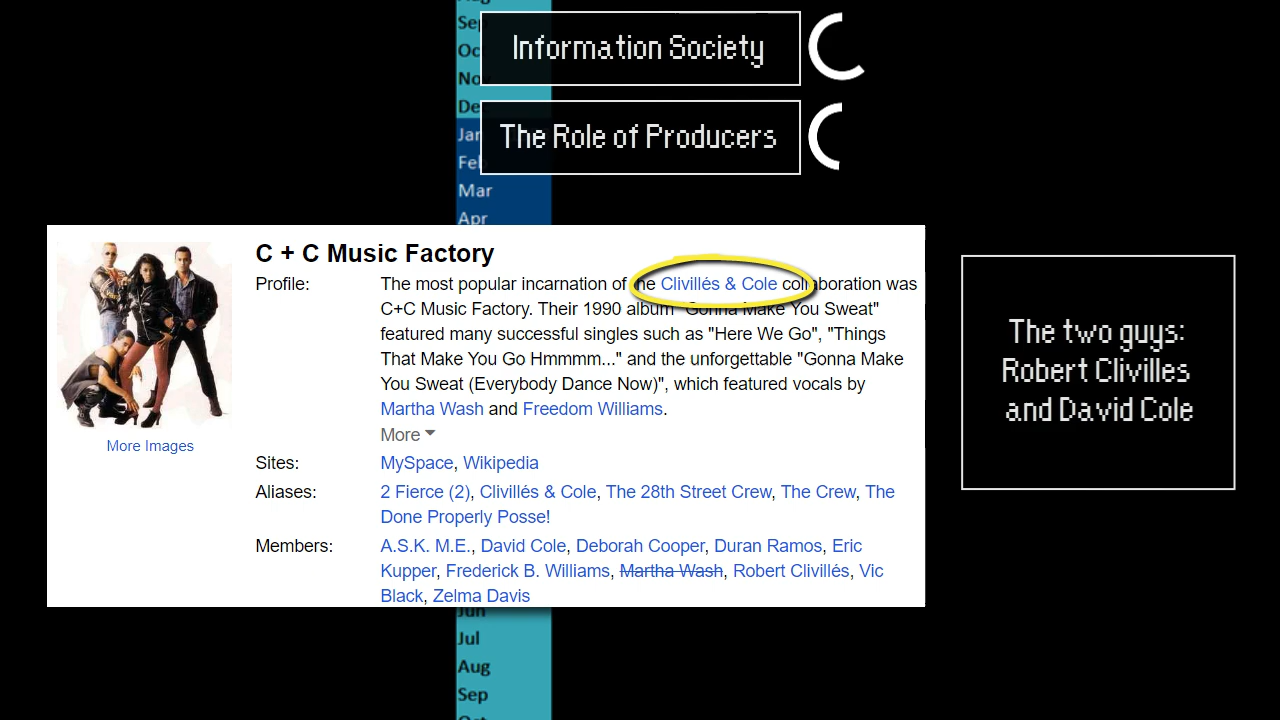 Sep
Information Society
Oc
Nov
De
Jan
The Role of Producers
Feb
Mar
Apr
C + C Music Factory
Profile:
The most popular incarnation of the Clivillés & Cole collaboration was
C+C Music Factory. Their 1990 album "Gonna Make You Sweat"
featured many successful singles such as "Here We Go", "Things
That Make You Go Hmmmm..." and the unforgettable "Gonna Make
You Sweat (Everybody Dance Now)", which featured vocals by
Martha Wash and Freedom Williams.
More
More Images
Sites:
MySpace, Wikipedia
Aliases:
2 Fierce (2), Clivillés & Cole, The 28th Street Crew, The Crew, The
Done Properly Posse!
Members:
A.S.K. M.E., David Cole, Deborah Cooper, Duran Ramos, Eric
Kupper, Frederick B. Williams, Martha Wash, Robert Clivillés, Vic
Black, Zelma Davis
The two guys:
Robert Clivilles
and David Cole
Jun
Jul
Aug
Sep